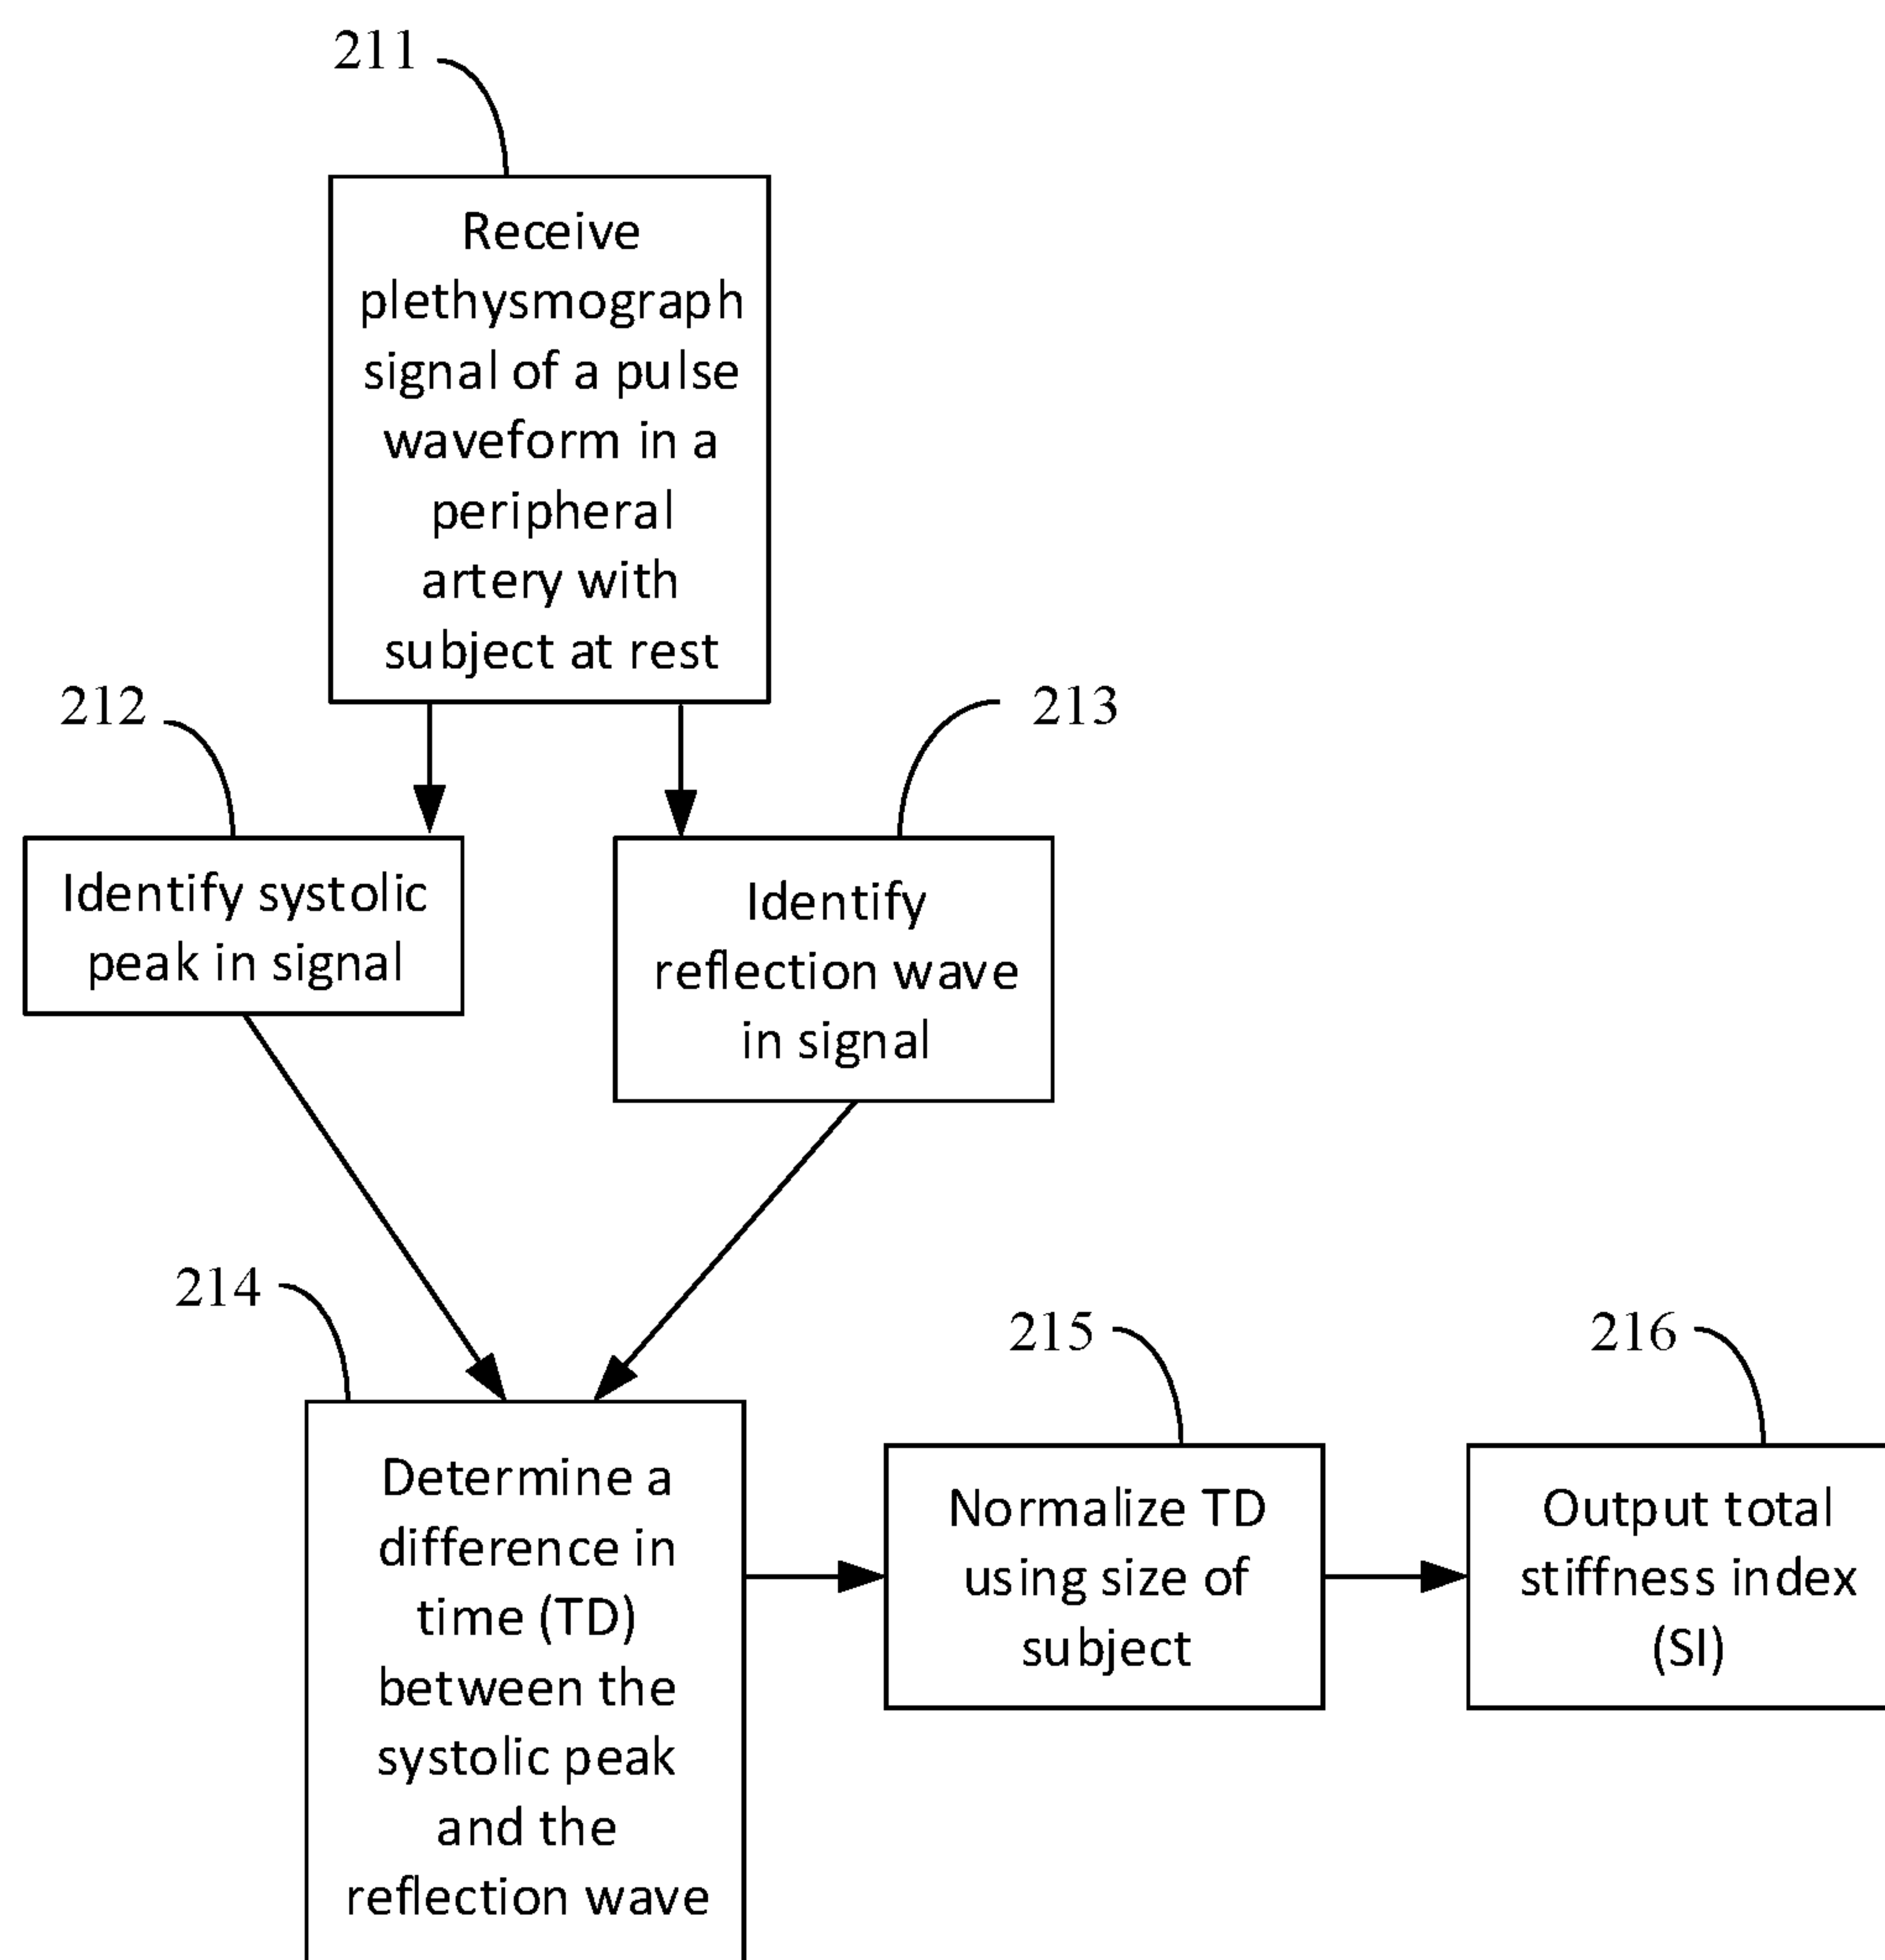 211
Receive
plethysmograph
signal of a pulse
waveform in a
peripheral
artery with
subject at rest
212
213
Identify systolic
peak in signal
Identify
reflection wave
in signal
214
Determine a
difference in
time (TD)
between the
systolic peak
and the
reflection wave
215
Normalize TD
using size of
subject
216
Output total
stiffness index
(SI)